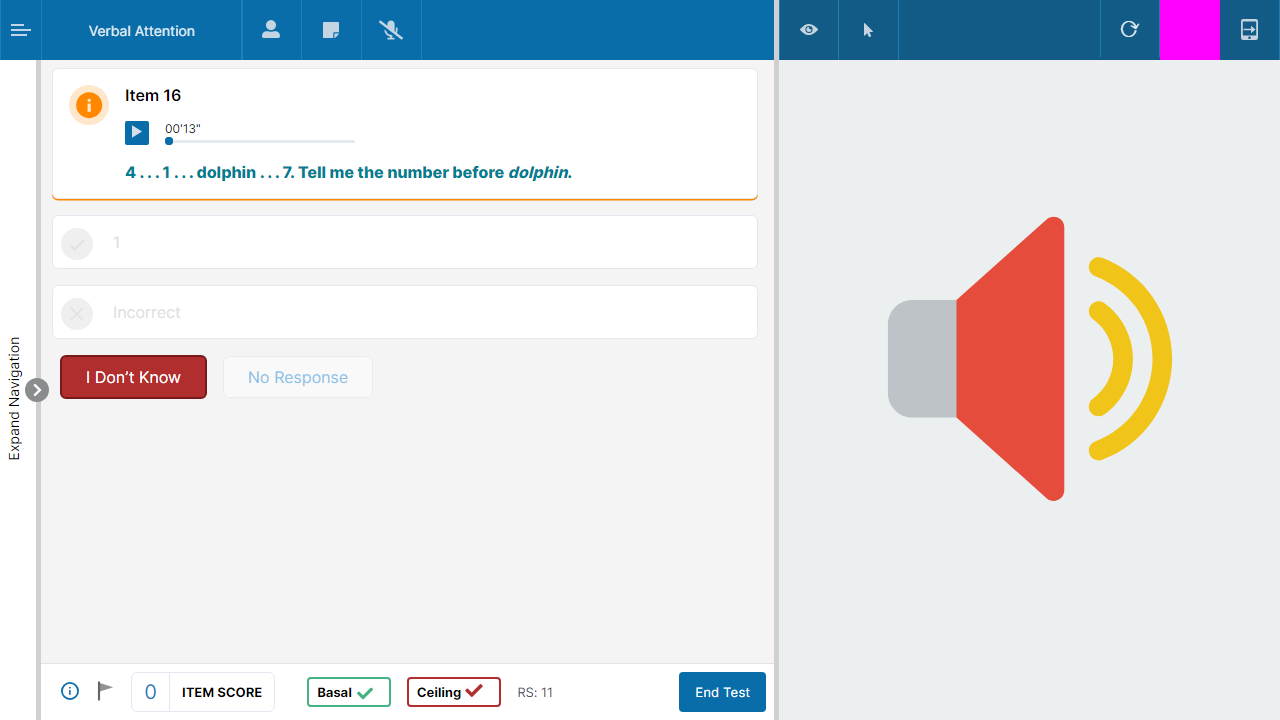 Verbal Attention
Item 16
00'13"
4 . . . 1 . . . dolphin . . . 7. Tell me the number before dolphin.
1
Incorrect
I Don’t Know
No Response
Expand Navigation
0
ITEM SCORE
Basal
Ceiling
RS: 11
End Test